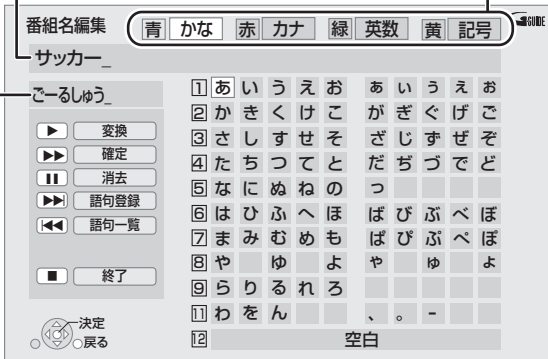 番組名編集 青 かな 赤 カナ 緑 英数 黄 記号 GUIDE
サッカー_
ごーるしゅう_
▶ 変換
▶▶ 確定
❚❚ 消去
▶▶| 語句登録
|◀◀ 語句一覧
■ 終了
決定
戻る
1 あ い う え お ぁ ぃ ぅ ぇ ぉ
2 か き く け こ が ぎ ぐ げ ご
3 さ し す せ そ ざ じ ず ぜ ぞ
4 た ち つ て と だ ぢ づ で ど
5 な に ぬ ね の っ
6 は ひ ふ へ ほ ば び ぶ べ ぼ
7 ま み む め も ぱ ぴ ぷ ぺ ぽ
8 や ゆ よ ゃ ゅ ょ
9 ら り る れ ろ
11 わ を ん 、 。 -
12 空白